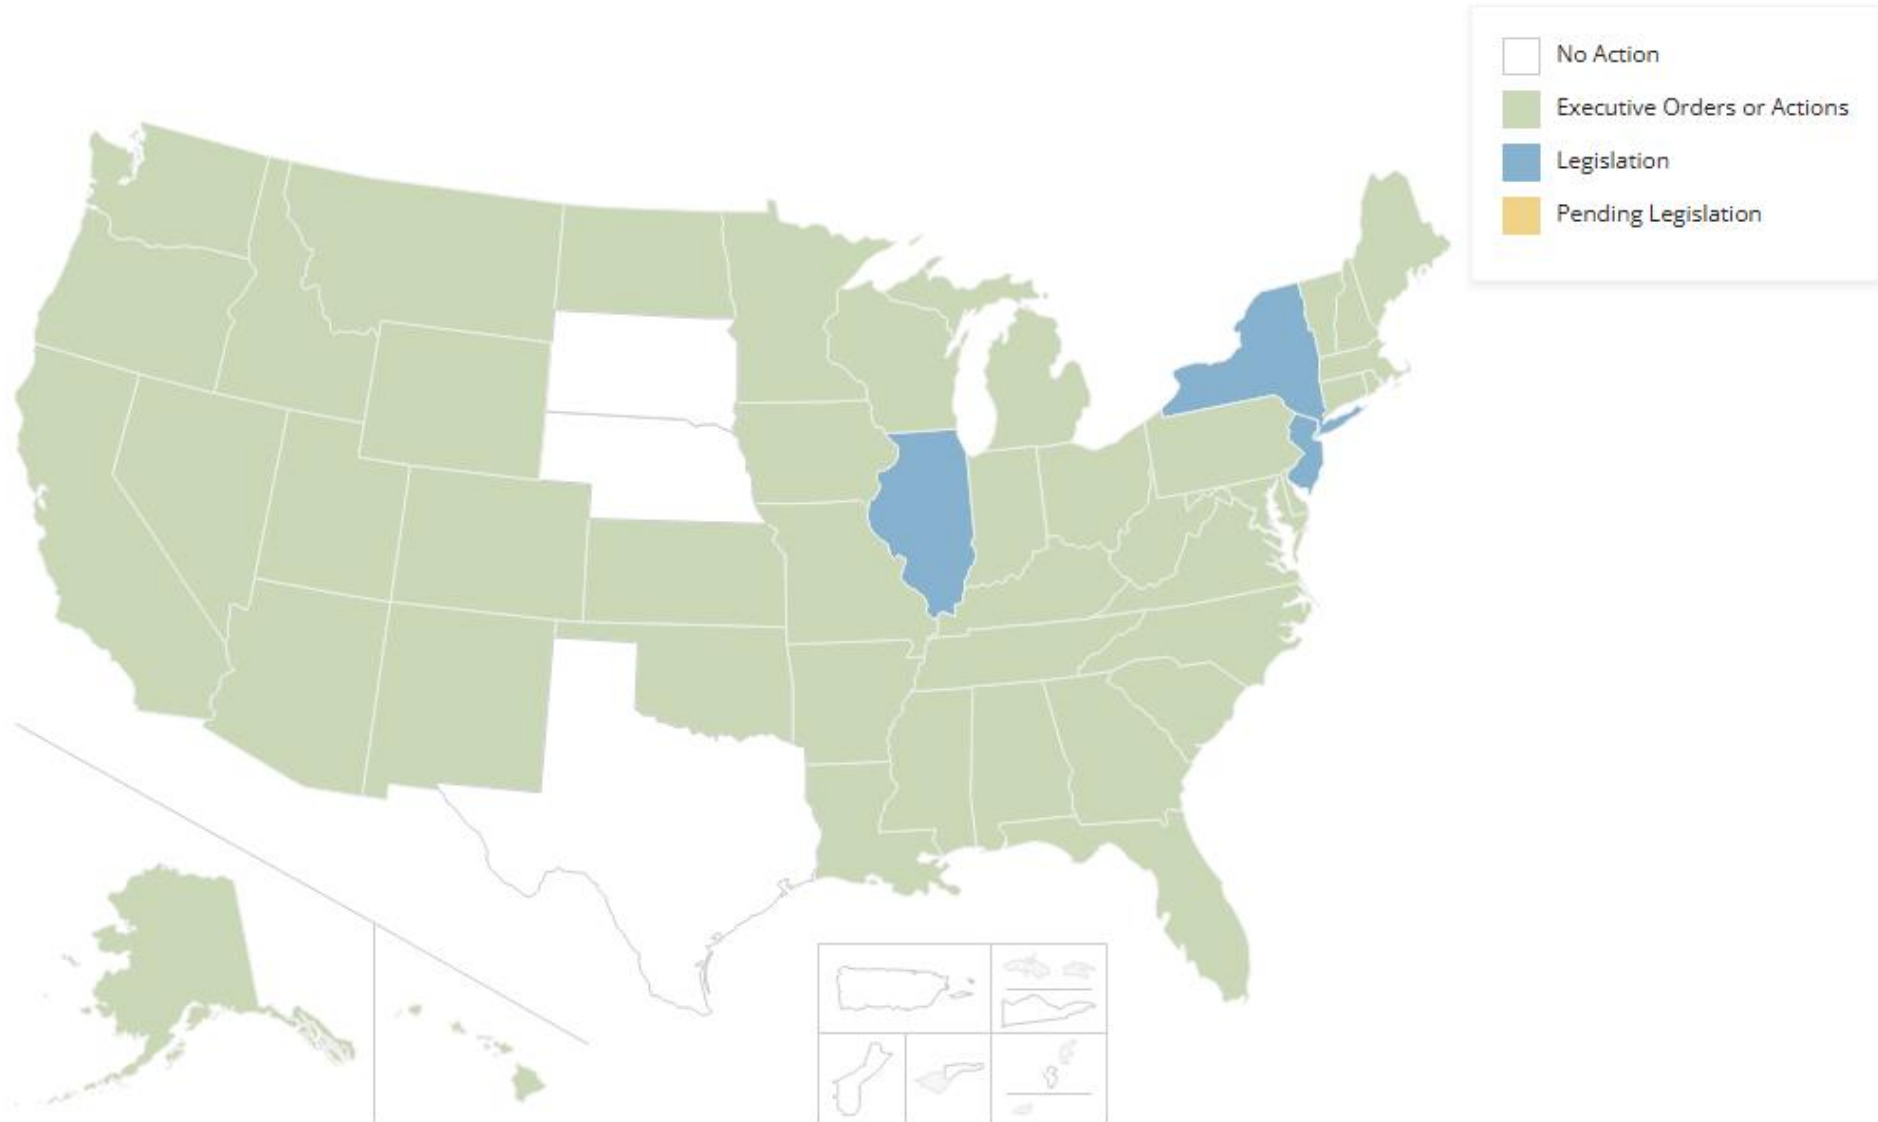 No Action
Executive Orders or Actions
Legislation
Pending Legislation